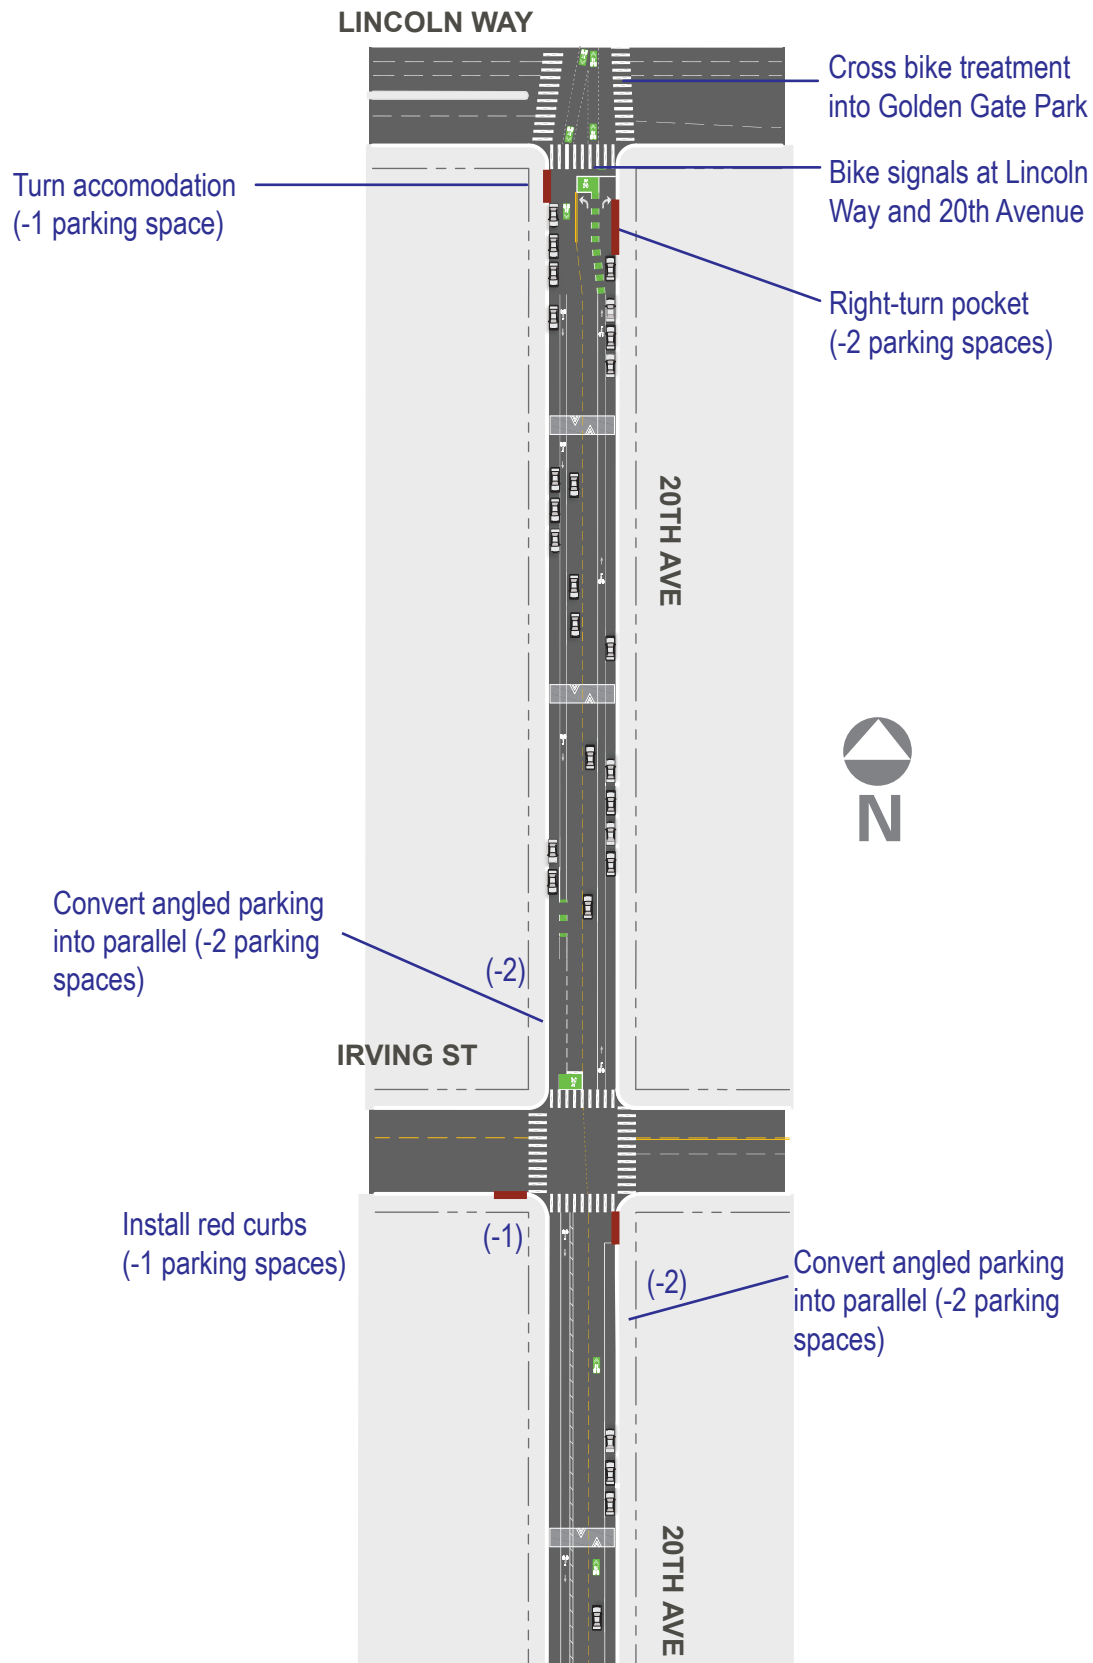 LINCOLN WAY
Cross bike treatment
into Golden Gate Park
Bike signals at Lincoln
Way and 20th Avenue
Turn accomodation
(-1 parking space)
Right-turn pocket
(-2 parking spaces)
20TH AVE
N
Convert angled parking
into parallel (-2 parking
spaces)
(-2)
IRVING ST
Install red curbs
(-1 parking spaces)
(-1)
(-2)
Convert angled parking
into parallel (-2 parking
spaces)
20TH AVE